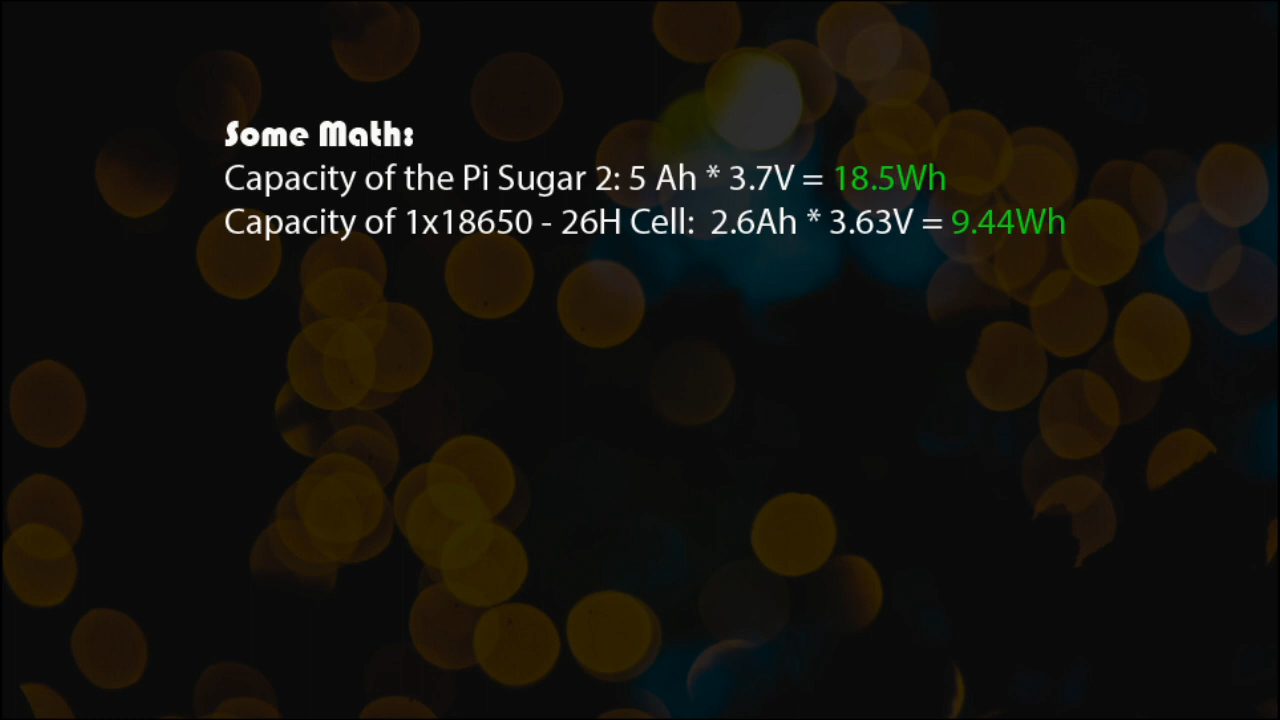 Some Math:
Capacity of the Pi Sugar 2: 5 Ah * 3.7V = 18.5Wh
Capacity of 1x18650 - 26H Cell:  2.6Ah * 3.63V = 9.44Wh